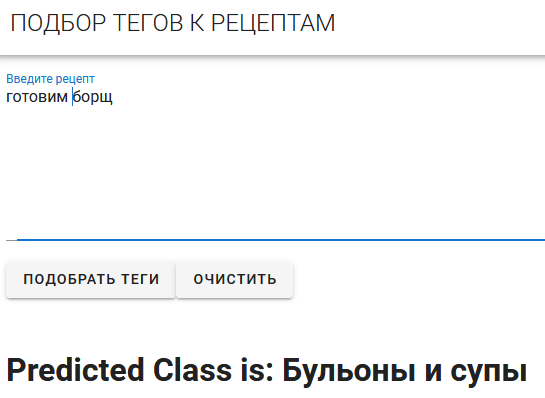 ПОДБОР ТЕГОВ К РЕЦЕПТАМ
Введите рецепт
готовим борщ
ПОДОБРАТЬ ТЕГИ ОЧИСТИТЬ
Predicted Class is: Бульоны и супы